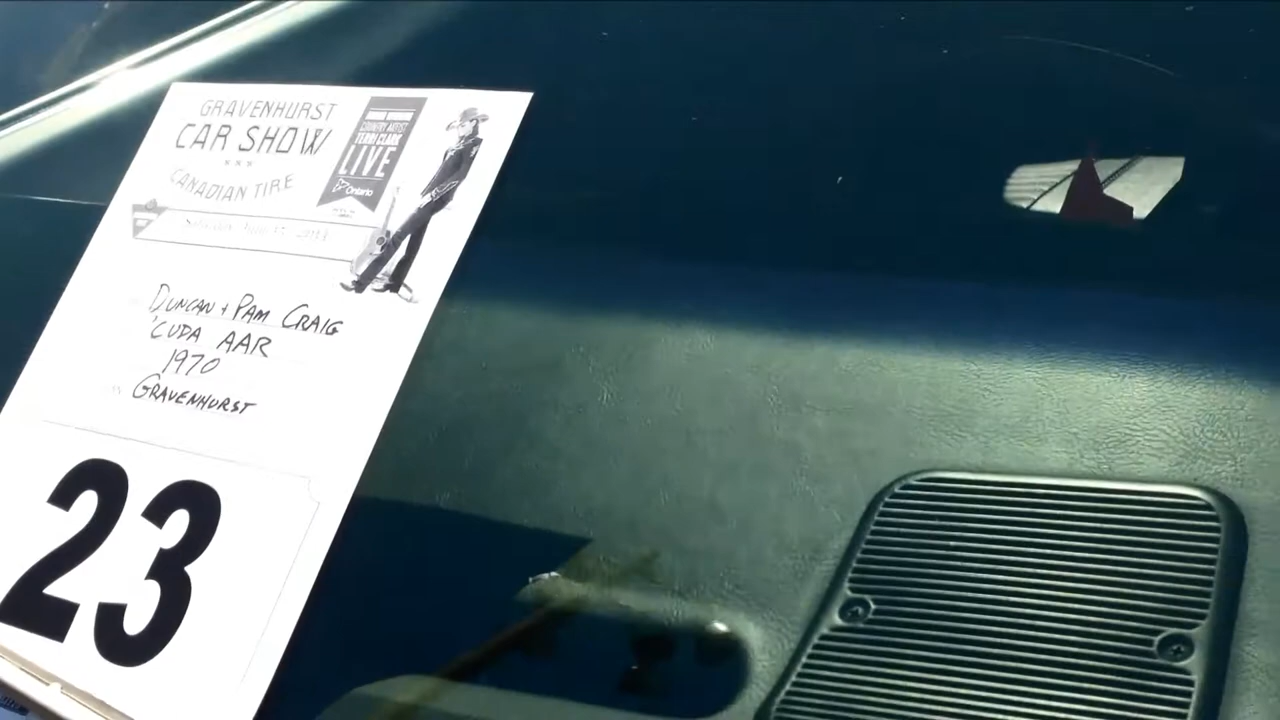 GRAVENHURST
CAR SHOW
CANADIAN TIRE
COUNTRY ARTIST
TERRI CLARK
LIVE
Ontario
DUNCAN + PAM CRAIG
'CUDA AAR
1970
GRAVENHURST
23